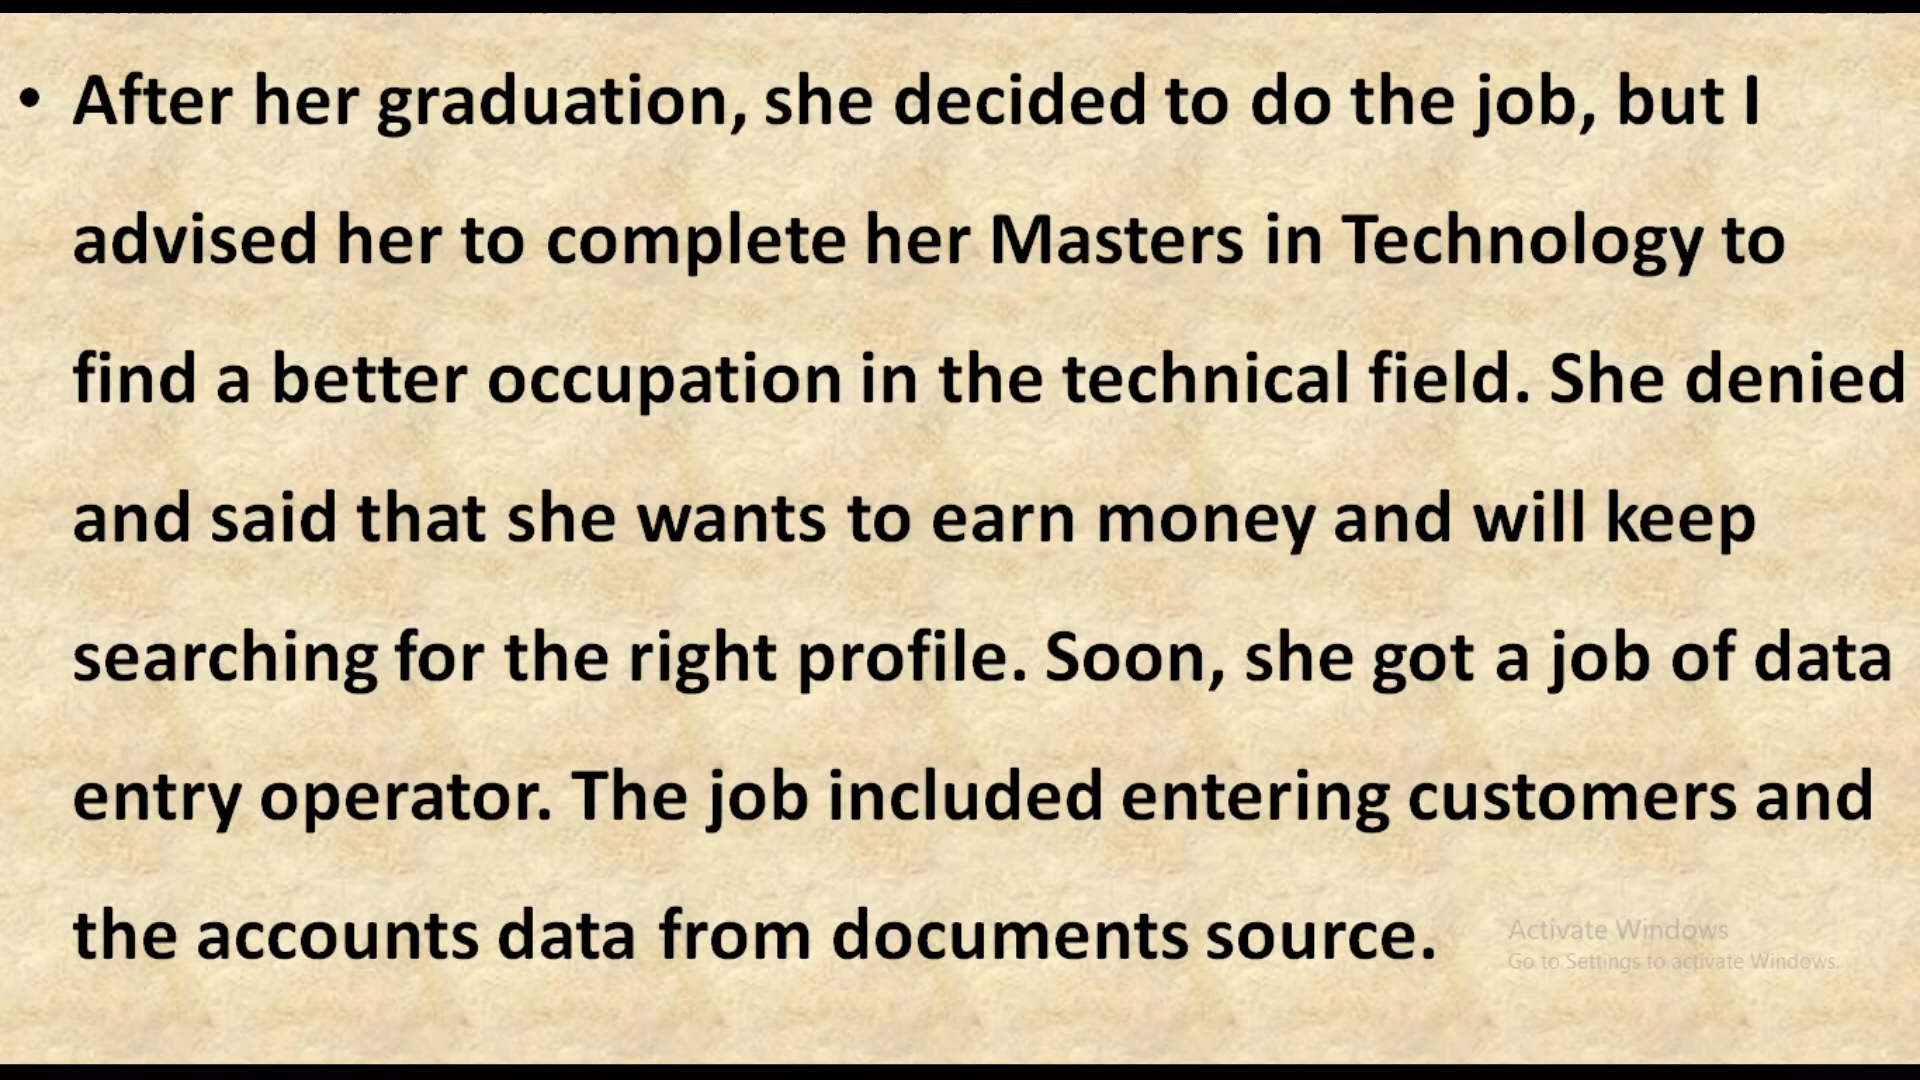 • After her graduation, she decided to do the job, but I
advised her to complete her Masters in Technology to
find a better occupation in the technical field. She denied
and said that she wants to earn money and will keep
searching for the right profile. Soon, she got a job of data
entry operator. The job included entering customers and
the accounts data from documents source.
Activate Windows
Go to Settings to activate Windows.